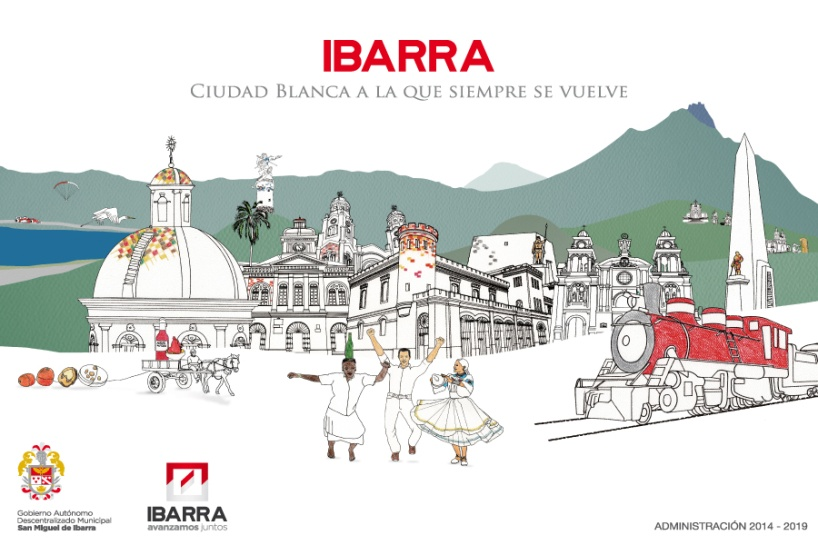 IBARRA
CIUDAD BLANCA A LA QUE SIEMPRE SE VUELVE
Gobierno Autónomo
Descentralizado Municipal
San Miguel de Ibarra
IBARRA
avanzamos juntos
ADMINISTRACIÓN 2014 - 2019